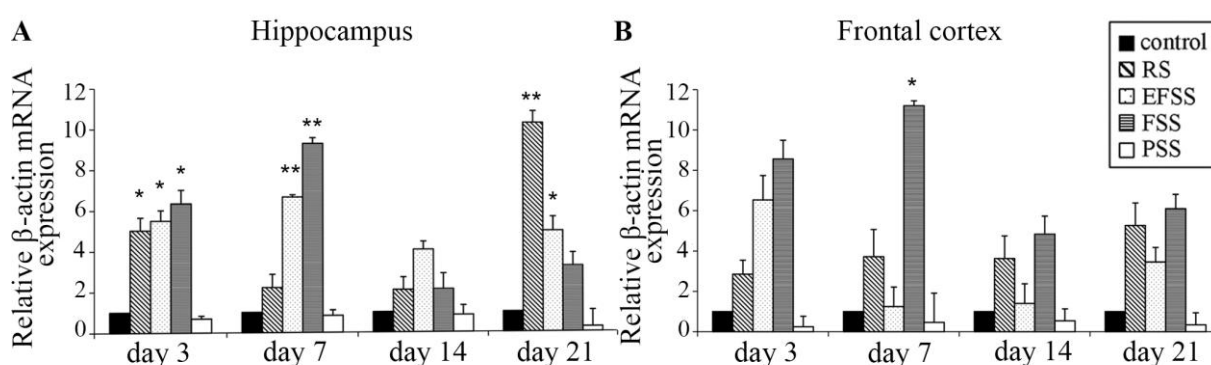 A Hippocampus
Relative β-actin mRNA
expression
12
10
8
6
4
2
0
* * *
** **
** *
day 3 day 7 day 14 day 21
B Frontal cortex
Relative β-actin mRNA
expression
12
10
8
6
4
2
0
*
day 3 day 7 day 14 day 21
control
RS
EFSS
FSS
PSS